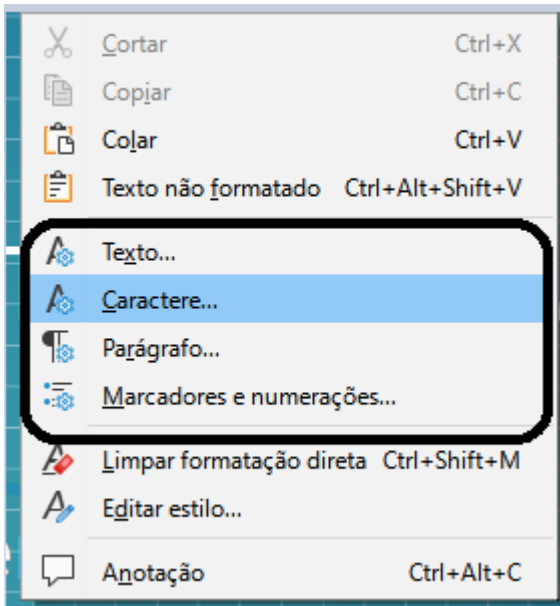 Cortar Ctrl+X
Copiar Ctrl+C
Colar Ctrl+V
Texto não formatado Ctrl+Alt+Shift+V
Texto...
Caractere...
Parágrafo...
Marcadores e numerações...
Limpar formatação direta Ctrl+Shift+M
Editar estilo...
Anotação Ctrl+Alt+C